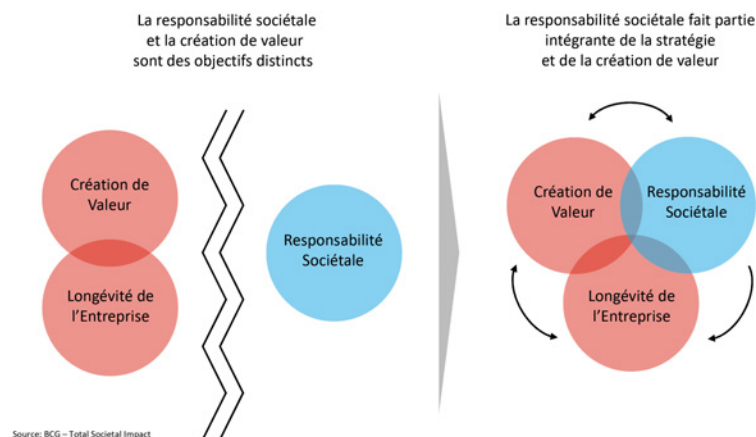 La responsabilité sociétale
et la création de valeur
sont des objectifs distincts
La responsabilité sociétale fait partie
intégrante de la stratégie
et de la création de valeur
Création de
Valeur
Longévité de
l'Entreprise
Responsabilité
Sociétale
Création de
Valeur
Responsabilité
Sociétale
Longévité de
l'Entreprise
Source: BCG – Total Societal Impact